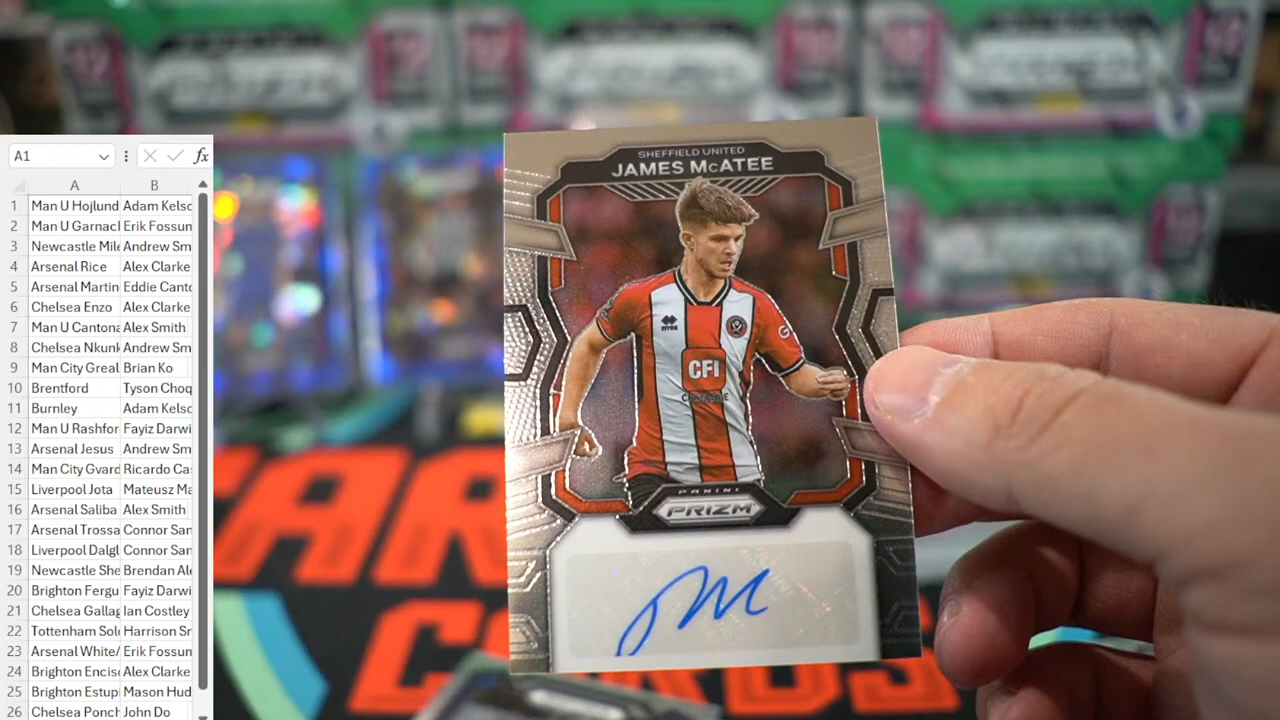 A1
fx
A B
1 Man U Hojlund Adam Kelso
2 Man U Garnacl Erik Fossun
3 Newcastle Mile Andrew Sm
4 Arsenal Rice Alex Clarke
5 Arsenal Martin Eddie Canto
6 Chelsea Enzo Alex Clarke
7 Man U Cantona Alex Smith
8 Chelsea Nkunk Andrew Sm
9 Man City Greal Brian Ko
10 Brentford Tyson Choq
11 Burnley Adam Kelso
12 Man U Rashfor Fayiz Darwi
13 Arsenal Jesus Andrew Sm
14 Man City Gvard Ricardo Ca
15 Liverpool Jota Mateusz Ma
16 Arsenal Saliba Alex Smith
17 Arsenal Trossa Connor San
18 Liverpool Dalgl Connor San
19 Newcastle She Brendan Ale
20 Brighton Fergu Fayiz Darwi
21 Chelsea Gallag Ian Costley
22 Tottenham Solo Harrison Sr
23 Arsenal White/ Erik Fossun
24 Brighton Encis Alex Clarke
25 Brighton Estup Mason Hud
26 Chelsea Ponch John Do
SHEFFIELD UNITED
JAMES McATEE
CFI
PANINI
PRIZM
CARDS